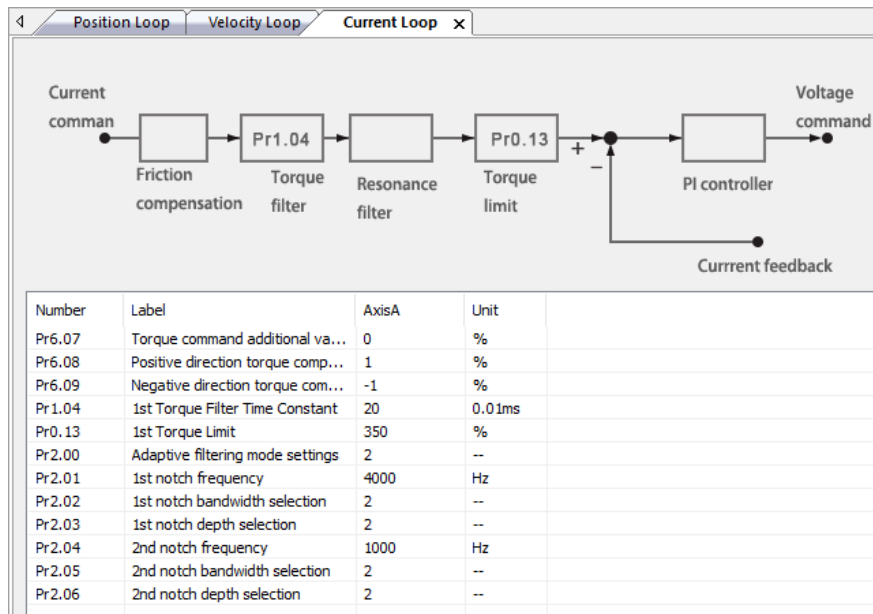 Position Loop Velocity Loop Current Loop x
Current
comman
Voltage
command
Pr1.04
Pr0.13
+
−
Friction
compensation
Torque
filter
Resonance
filter
Torque
limit
PI controller
Currrent feedback
Number Label AxisA Unit
Pr6.07 Torque command additional va... 0 %
Pr6.08 Positive direction torque comp... 1 %
Pr6.09 Negative direction torque com... -1 %
Pr1.04 1st Torque Filter Time Constant 20 0.01ms
Pr0.13 1st Torque Limit 350 %
Pr2.00 Adaptive filtering mode settings 2 --
Pr2.01 1st notch frequency 4000 Hz
Pr2.02 1st notch bandwidth selection 2 --
Pr2.03 1st notch depth selection 2 --
Pr2.04 2nd notch frequency 1000 Hz
Pr2.05 2nd notch bandwidth selection 2 --
Pr2.06 2nd notch depth selection 2 --